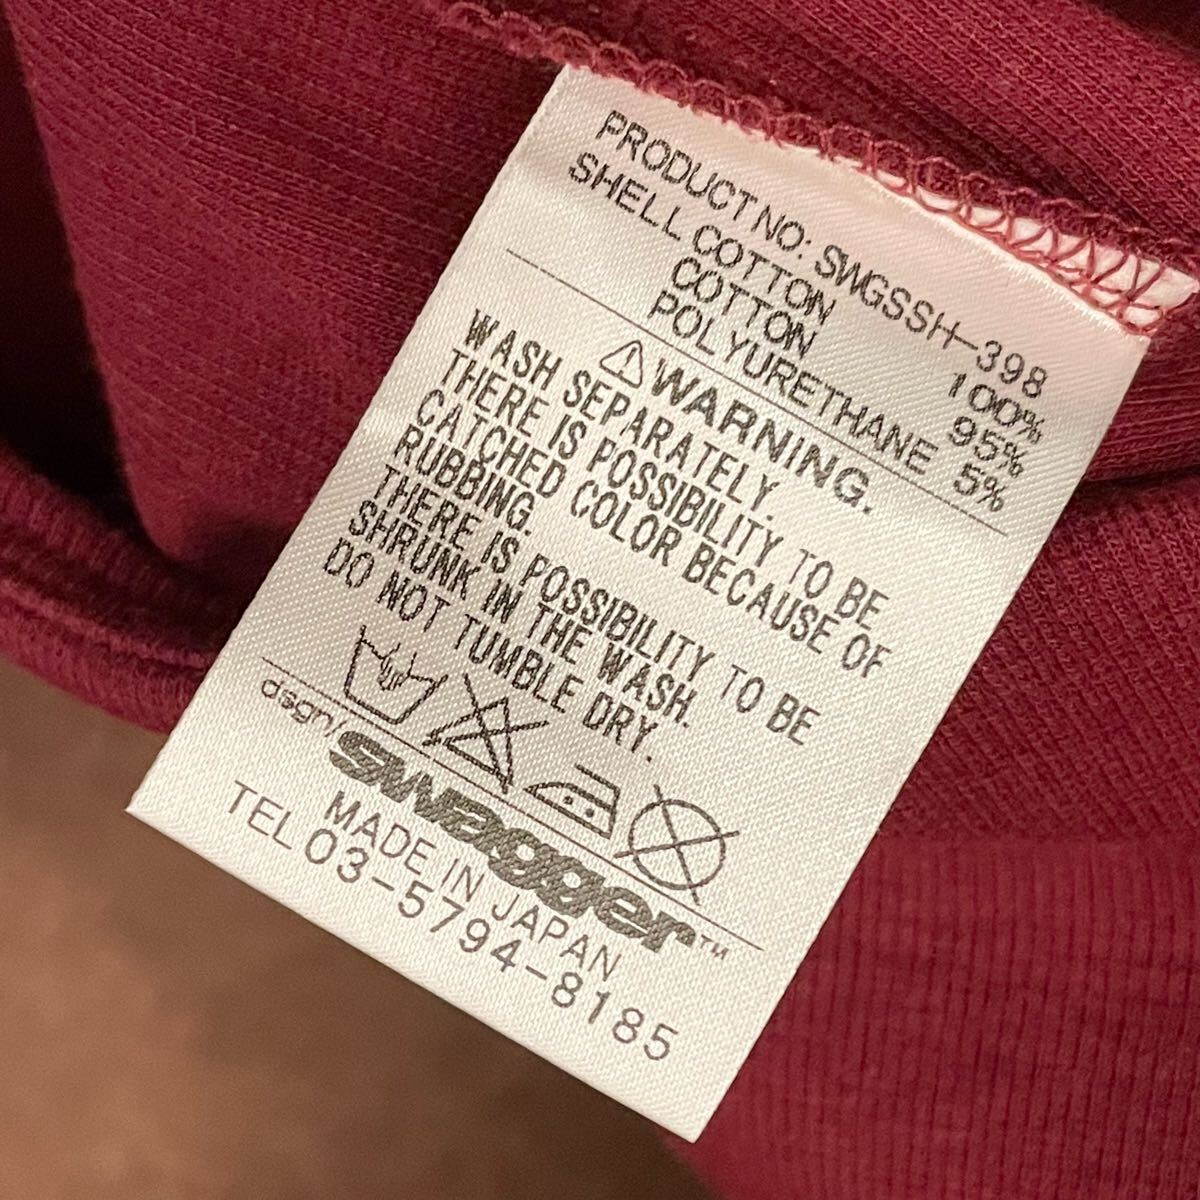 PRODUCT NO: SWGSSH-398
SHELL COTTON 100%
COTTON 95%
POLYURETHANE 5%
WARNING.
WASH SEPARATELY.
THERE IS POSSIBILITY TO BE
CATCHED COLOR BECAUSE OF
RUBBING.
THERE IS POSSIBILITY TO BE
SHRUNK IN THE WASH.
DO NOT TUMBLE DRY.
dsgn/swagger™
MADE IN JAPAN
TEL 03-5794-8185